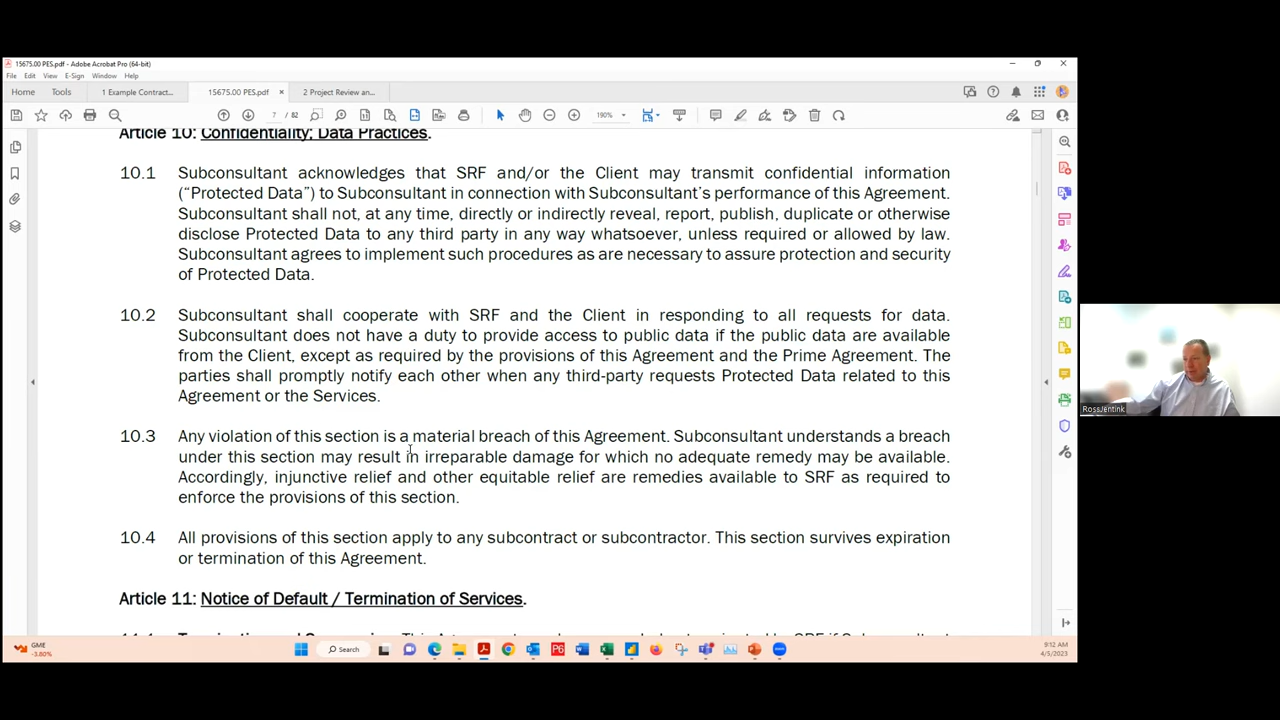 15675.00 PES.pdf - Adobe Acrobat Pro (64-bit)
File Edit View E-Sign Window Help
Home Tools 1 Example Contract... 15675.00 PES.pdf × 2 Project Review an...
7 / 82 190%
Article 10: Confidentiality; Data Practices.
10.1 Subconsultant acknowledges that SRF and/or the Client may transmit confidential information
(“Protected Data”) to Subconsultant in connection with Subconsultant’s performance of this Agreement.
Subconsultant shall not, at any time, directly or indirectly reveal, report, publish, duplicate or otherwise
disclose Protected Data to any third party in any way whatsoever, unless required or allowed by law.
Subconsultant agrees to implement such procedures as are necessary to assure protection and security
of Protected Data.
10.2 Subconsultant shall cooperate with SRF and the Client in responding to all requests for data.
Subconsultant does not have a duty to provide access to public data if the public data are available
from the Client, except as required by the provisions of this Agreement and the Prime Agreement. The
parties shall promptly notify each other when any third-party requests Protected Data related to this
Agreement or the Services.
10.3 Any violation of this section is a material breach of this Agreement. Subconsultant understands a breach
under this section may result in irreparable damage for which no adequate remedy may be available.
Accordingly, injunctive relief and other equitable relief are remedies available to SRF as required to
enforce the provisions of this section.
10.4 All provisions of this section apply to any subcontract or subcontractor. This section survives expiration
or termination of this Agreement.
Article 11: Notice of Default / Termination of Services.
RossJentink
GME
-3.80%
Search
P6
9:12 AM
4/5/2023